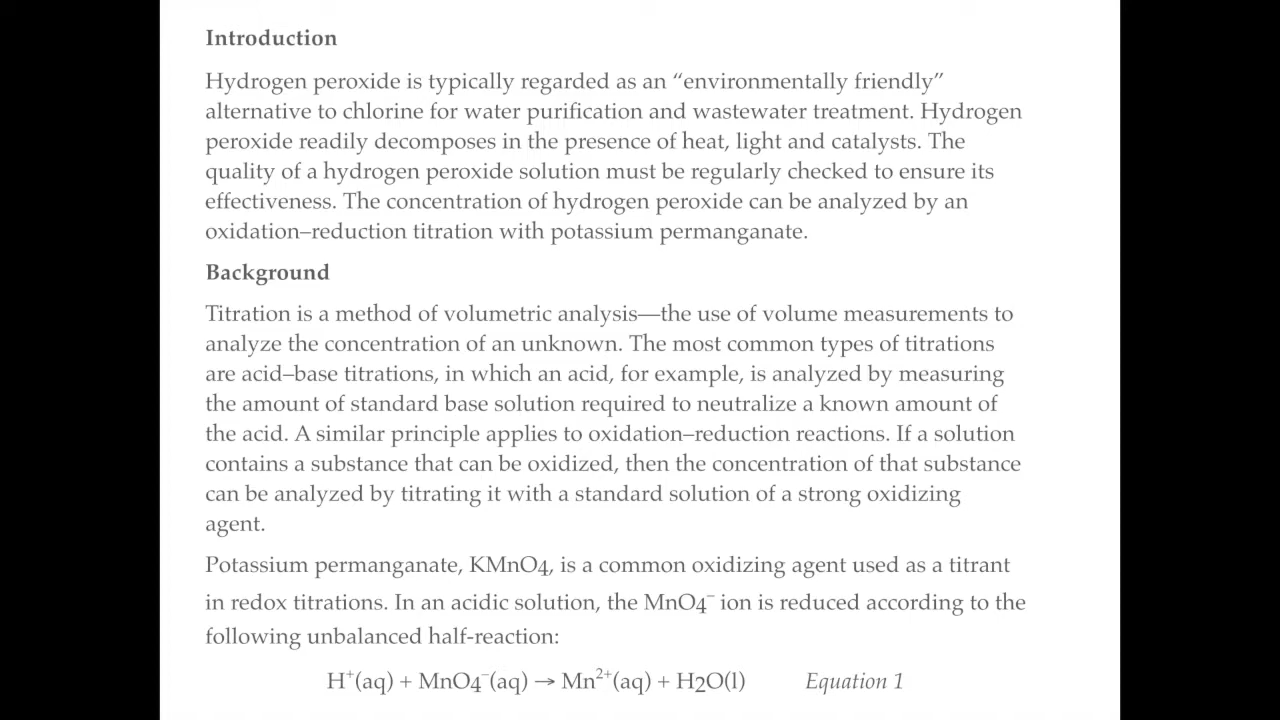 Introduction
Hydrogen peroxide is typically regarded as an “environmentally friendly”
alternative to chlorine for water purification and wastewater treatment. Hydrogen
peroxide readily decomposes in the presence of heat, light and catalysts. The
quality of a hydrogen peroxide solution must be regularly checked to ensure its
effectiveness. The concentration of hydrogen peroxide can be analyzed by an
oxidation–reduction titration with potassium permanganate.
Background
Titration is a method of volumetric analysis—the use of volume measurements to
analyze the concentration of an unknown. The most common types of titrations
are acid–base titrations, in which an acid, for example, is analyzed by measuring
the amount of standard base solution required to neutralize a known amount of
the acid. A similar principle applies to oxidation–reduction reactions. If a solution
contains a substance that can be oxidized, then the concentration of that substance
can be analyzed by titrating it with a standard solution of a strong oxidizing
agent.
Potassium permanganate, KMnO4, is a common oxidizing agent used as a titrant
in redox titrations. In an acidic solution, the MnO4⁻ ion is reduced according to the
following unbalanced half-reaction:
H⁺(aq) + MnO4⁻(aq) → Mn²⁺(aq) + H2O(l) Equation 1